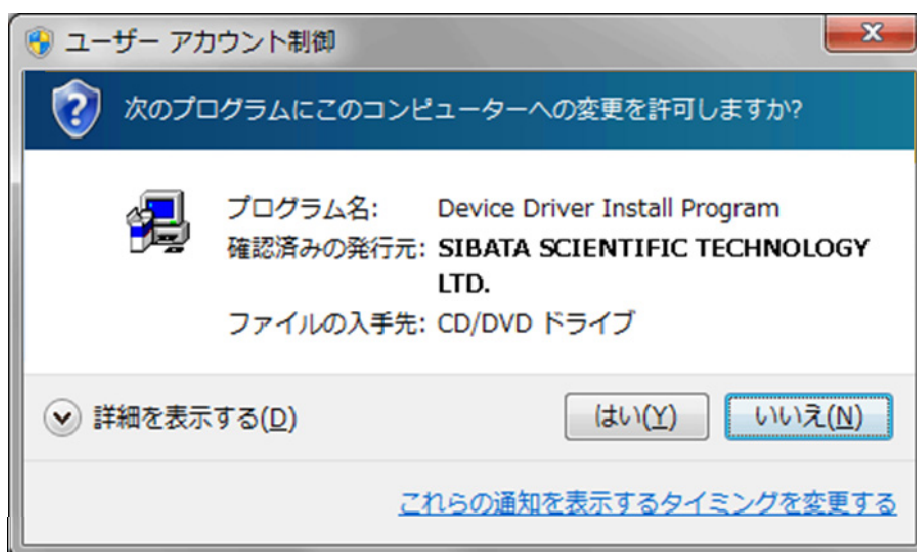 ユーザー アカウント制御
次のプログラムにこのコンピューターへの変更を許可しますか?
プログラム名: Device Driver Install Program
確認済みの発行元: SIBATA SCIENTIFIC TECHNOLOGY
LTD.
ファイルの入手先: CD/DVD ドライブ
詳細を表示する(D) はい(Y) いいえ(N)
これらの通知を表示するタイミングを変更する